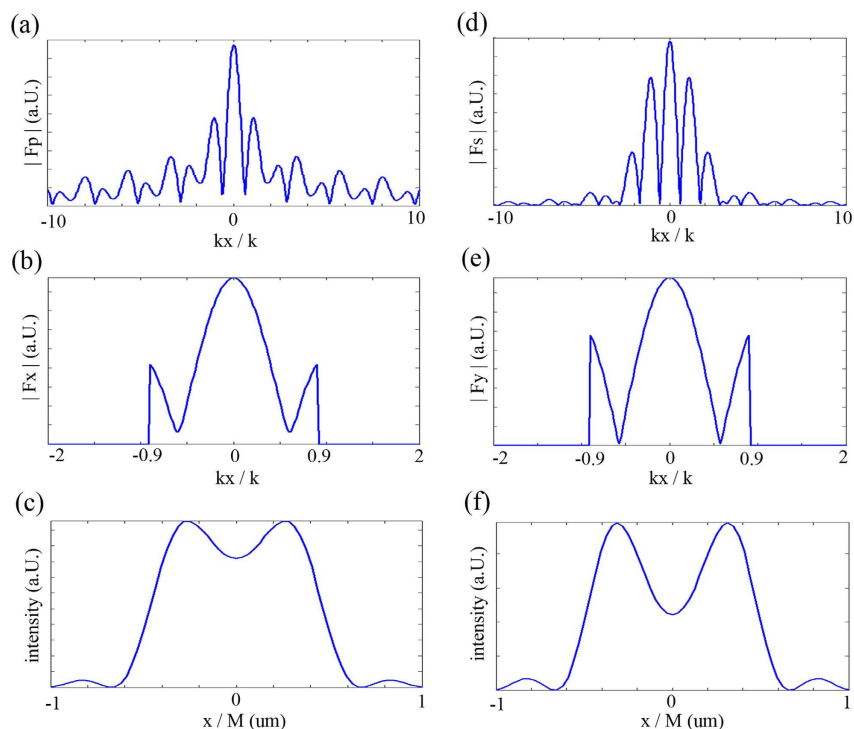 (a)
| Fp | (a.U.)
-10 0 10
kx / k
(b)
| Fx | (a.U.)
-2 -0.9 0 0.9 2
kx / k
(c)
intensity (a.U.)
-1 0 1
x / M (um)
(d)
| Fs | (a.U.)
-10 0 10
kx / k
(e)
| Fy | (a.U.)
-2 -0.9 0 0.9 2
kx / k
(f)
intensity (a.U.)
-1 0 1
x / M (um)